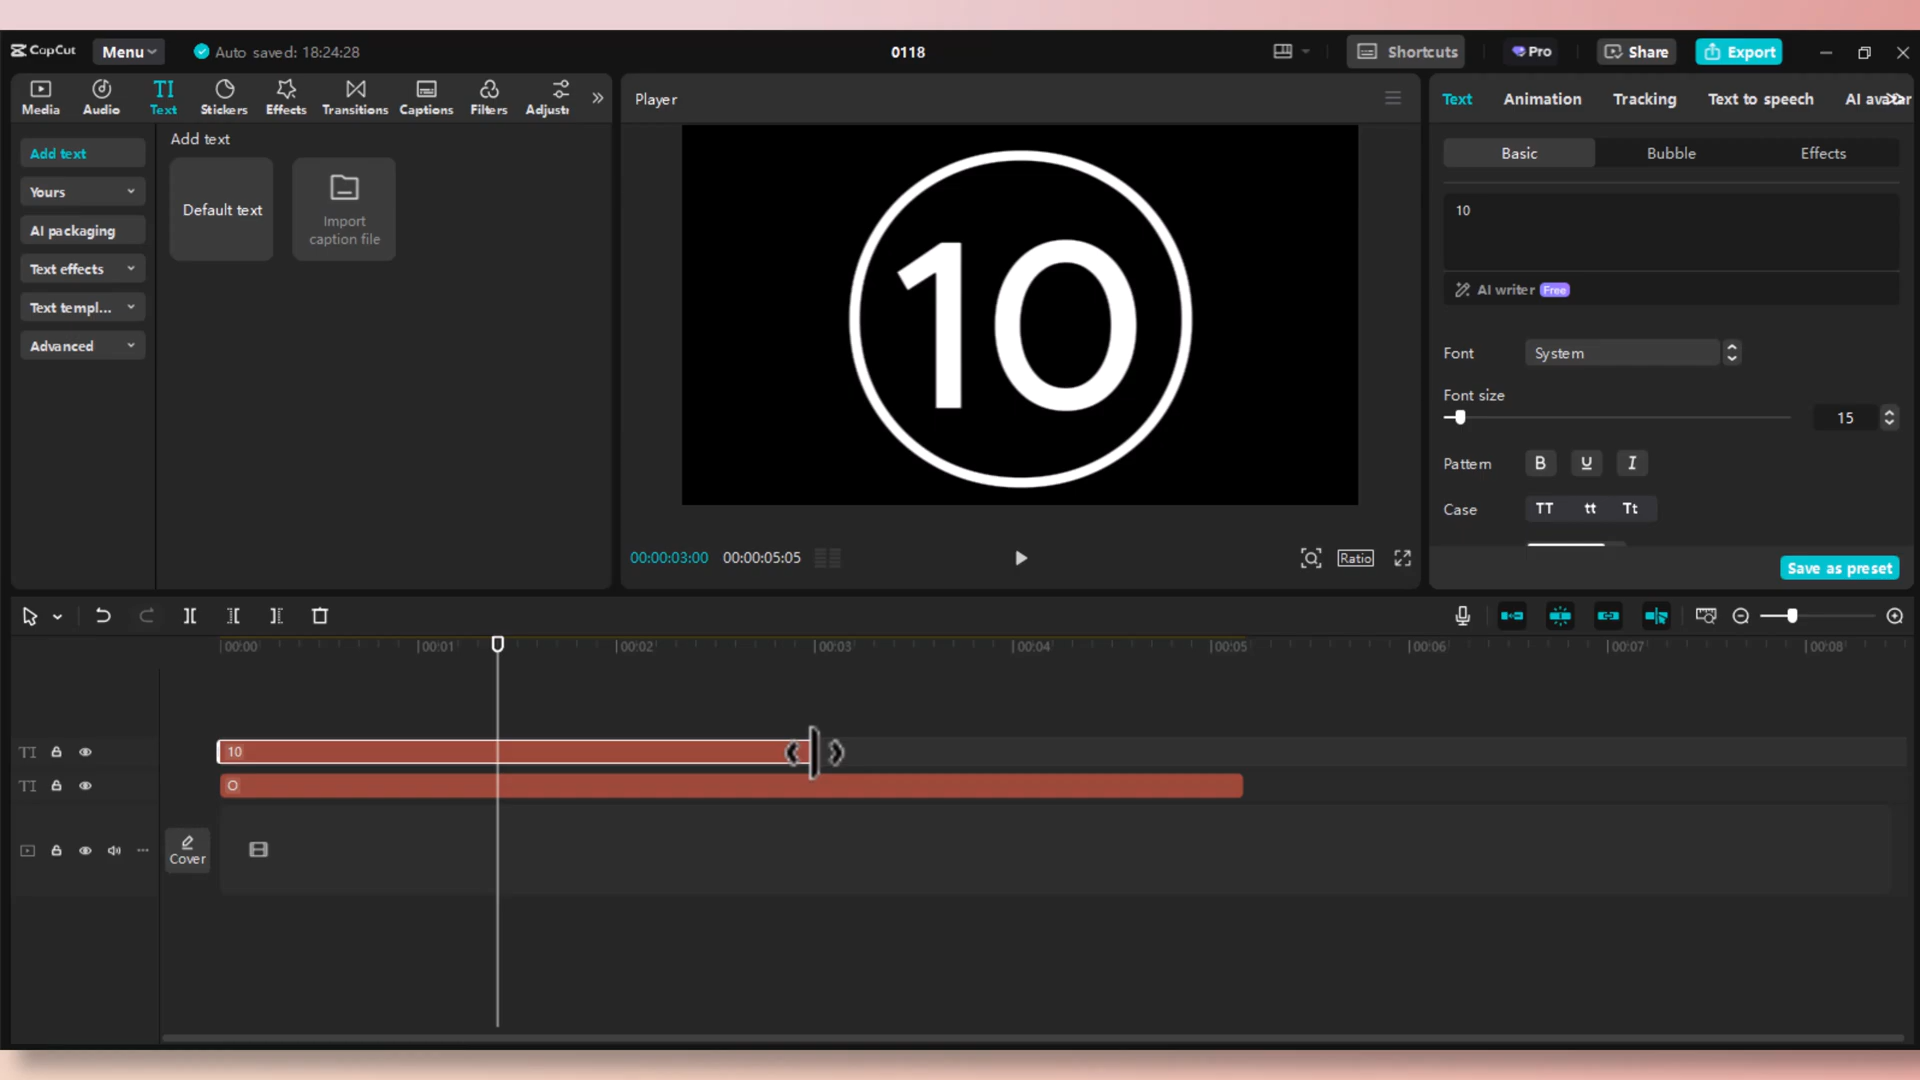 CapCut
Menu
Auto saved: 18:24:28
0118
Shortcuts
Pro
Share
Export
Media
Audio
TI
Text
Stickers
Effects
Transitions
Captions
Filters
Adjustr
Add text
Yours
AI packaging
Text effects
Text templ...
Advanced
Add text
Default text
Import
caption file
Player
10
00:00:03:00
00:00:05:05
Ratio
Text
Animation
Tracking
Text to speech
AI avatar
Basic
Bubble
Effects
10
AI writer
Free
Font
System
Font size
15
Pattern
B
U
I
Case
TT
tt
Tt
Save as preset
00:00
00:01
00:02
00:03
00:04
00:05
00:06
00:07
00:08
TI
10
TI
O
Cover